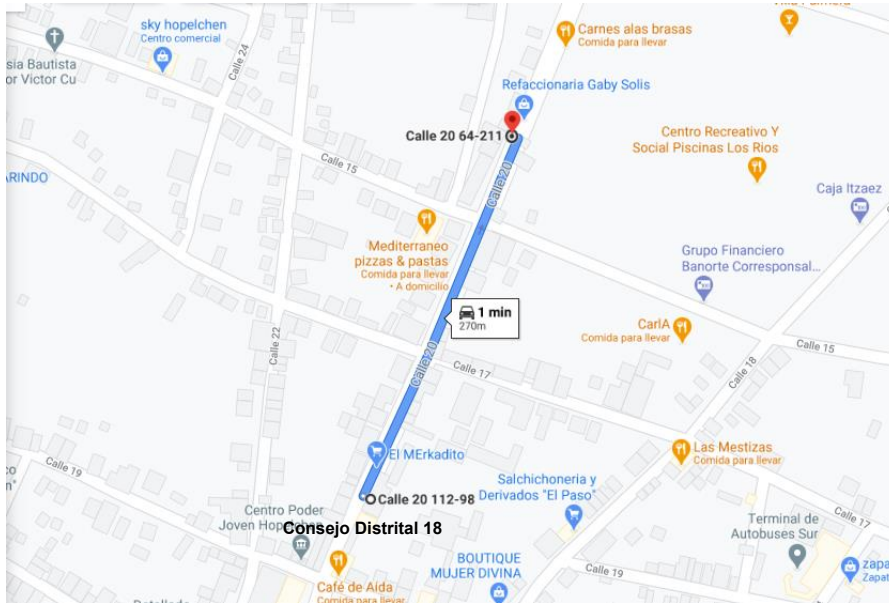 sky hopelchen
Centro comercial
Calle 24
sia Bautista
or Victor Cu
Carnes alas brasas
Comida para llevar
Refaccionaria Gaby Solis
Calle 20 64-211
Centro Recreativo Y
Social Piscinas Los Rios
Calle 15
Calle 20
ARINDO
Caja Itzaez
Mediterraneo
pizzas & pastas
Comida para llevar
• A domicilio
Grupo Financiero
Banorte Corresponsal...
1 min
270m
CarlA
Comida para llevar
Calle 15
Calle 22
Calle 20
Calle 17
Calle 18
El MErkadito
Las Mestizas
Comida para llevar
Calle 19
Salchichoneria y
Derivados "El Paso"
Calle 20 112-98
Centro Poder
Joven
Consejo Distrital 18
Calle 17
Terminal de
Autobuses Sur
BOUTIQUE
MUJER DIVINA
Calle 19
zapa
Zapat
Café de Aida
Comida para llevar